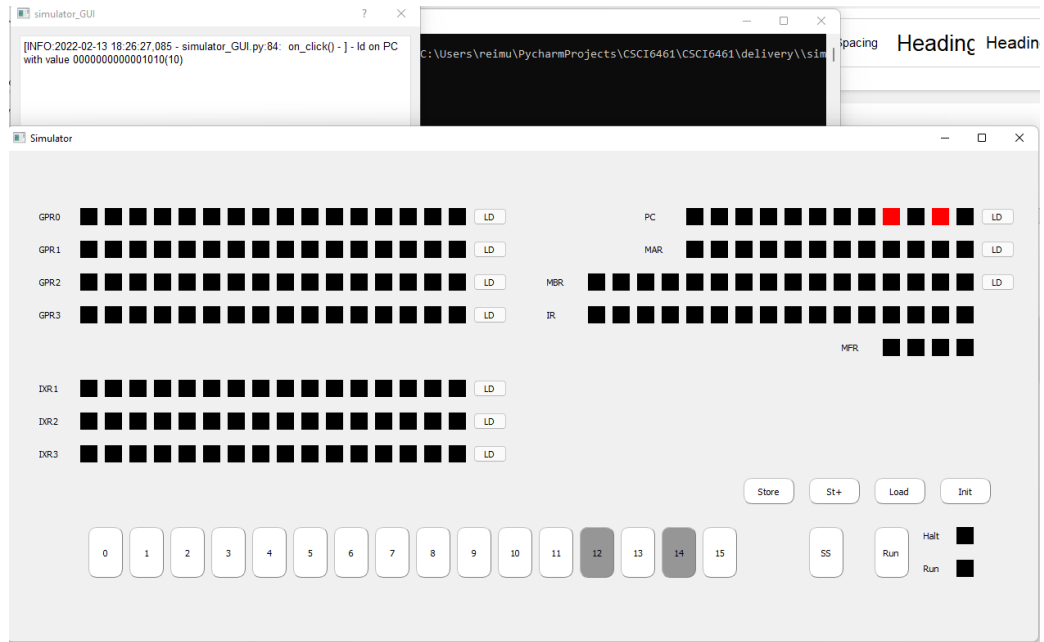 simulator_GUI
[INFO:2022-02-13 18:26:27,085 - simulator_GUI.py:84: on_click() - ] - ld on PC
with value 0000000000001010(10)
C:\Users\reimu\PycharmProjects\CSCI6461\CSCI6461\delivery\\sim
Heading Headin
Simulator
GPR0 LD PC LD
GPR1 LD MAR LD
GPR2 LD MBR LD
GPR3 LD IR
MFR
IXR1 LD
IXR2 LD
IXR3 LD
Store St+ Load Init
0 1 2 3 4 5 6 7 8 9 10 11 12 13 14 15 SS Run Halt
Run